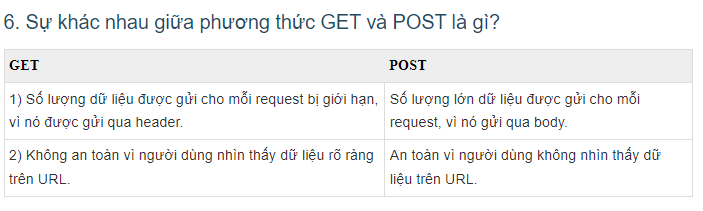 6. Sự khác nhau giữa phương thức GET và POST là gì?
GET
POST
1) Số lượng dữ liệu được gửi cho mỗi request bị giới hạn,
vì nó được gửi qua header.
Số lượng lớn dữ liệu được gửi cho mỗi
request, vì nó gửi qua body.
2) Không an toàn vì người dùng nhìn thấy dữ liệu rõ ràng
trên URL.
An toàn vì người dùng không nhìn thấy dữ
liệu trên URL.